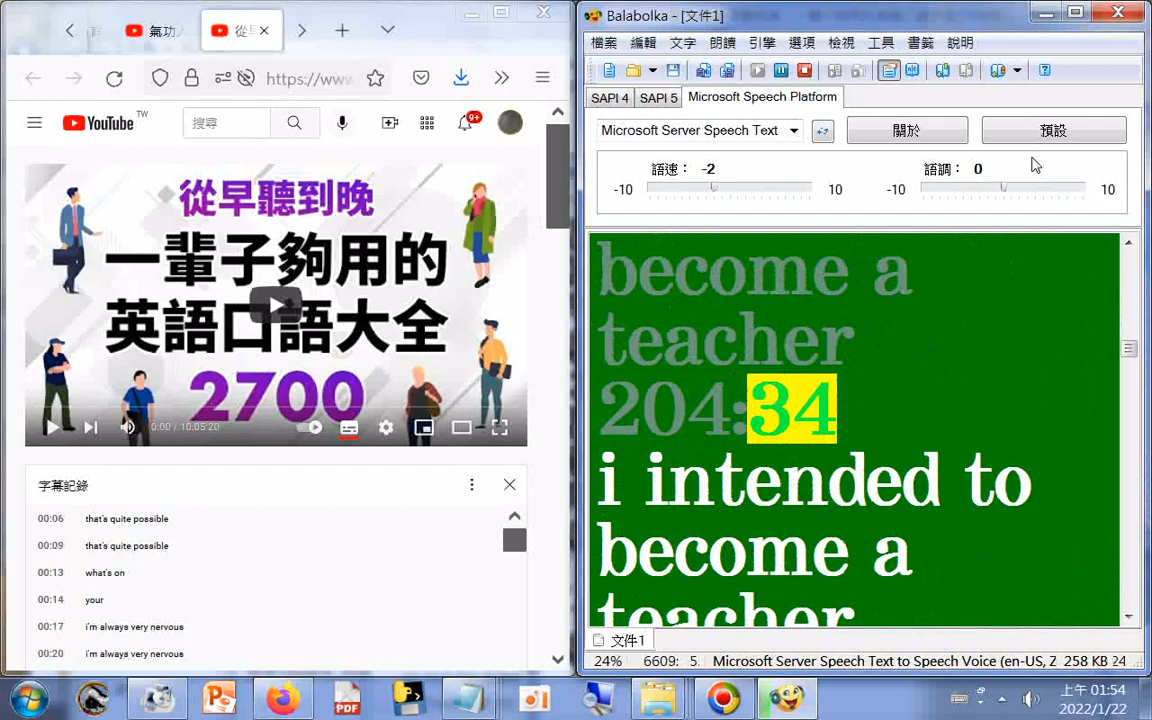 氣功人
從
https://www
YouTube TW
搜尋
9+
從早聽到晚
一輩子夠用的
英語口語大全
2700
0:00 / 10:05:20
字幕記錄
00:06 that's quite possible
00:09 that's quite possible
00:13 what's on
00:14 your
00:17 i'm always very nervous
00:20 i'm always very nervous
Balabolka - [文件1]
檔案 編輯 文字 朗讀 引擎 選項 檢視 工具 書籤 說明
SAPI 4 SAPI 5 Microsoft Speech Platform
Microsoft Server Speech Text 關於 預設
語速： -2 語調： 0
-10 10 -10 10
become a
teacher
204:34
i intended to
become a
teacher
文件1
24% 6609: 5. Microsoft Server Speech Text to Speech Voice (en-US, Z 258 KB 24
PDF
上午 01:54
2022/1/22